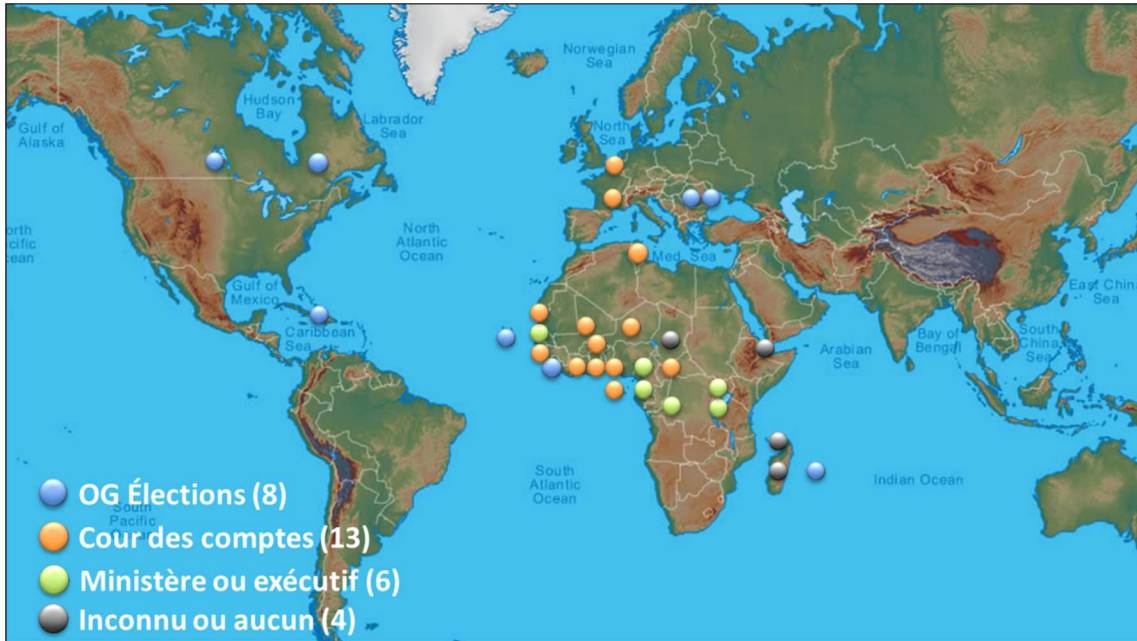 Norwegian
Sea
Hudson
Bay
Labrador
Sea
Gulf of
Alaska
North
Sea
North
Atlantic
Ocean
Med. Sea
Gulf of
Mexico
East China
Sea
Caribbean
Sea
Arabian
Sea
Bay of
Bengal
South
China
Sea
South
Atlantic
Ocean
Indian Ocean
South
Pacific
OG Élections (8)
Cour des comptes (13)
Ministère ou exécutif (6)
Inconnu ou aucun (4)